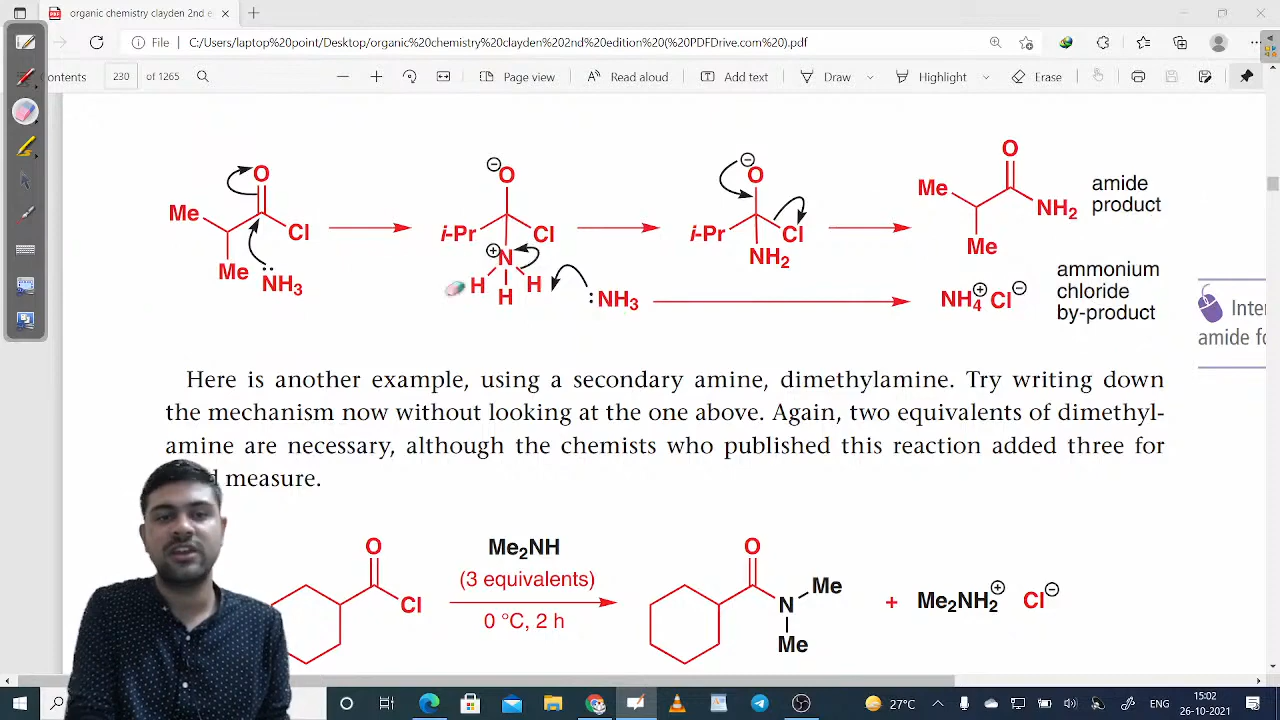 organic chemistry clayden 2nd e
File
C:/Users/laptop%20point/Desktop/organic%20chemistry%20clayden%202nd%20edition%20(%20PDFDrive.com%20).pdf
ontents
230
of 1265
Page view
Read aloud
Add text
Draw
Highlight
Erase
O
Me
Cl
Me
NH3
O
i-Pr
Cl
N
H
H
H
:NH3
O
i-Pr
Cl
NH2
O
Me
NH2
Me
amide
product
NH4 Cl
ammonium
chloride
by-product
Inte
amide fo
Here is another example, using a secondary amine, dimethylamine. Try writing down
the mechanism now without looking at the one above. Again, two equivalents of dimethyl-
amine are necessary, although the chemists who published this reaction added three for
measure.
O
Cl
Me2NH
(3 equivalents)
0 °C, 2 h
O
N
Me
Me
+ Me2NH2 Cl
27°C
15:02
26-10-2021